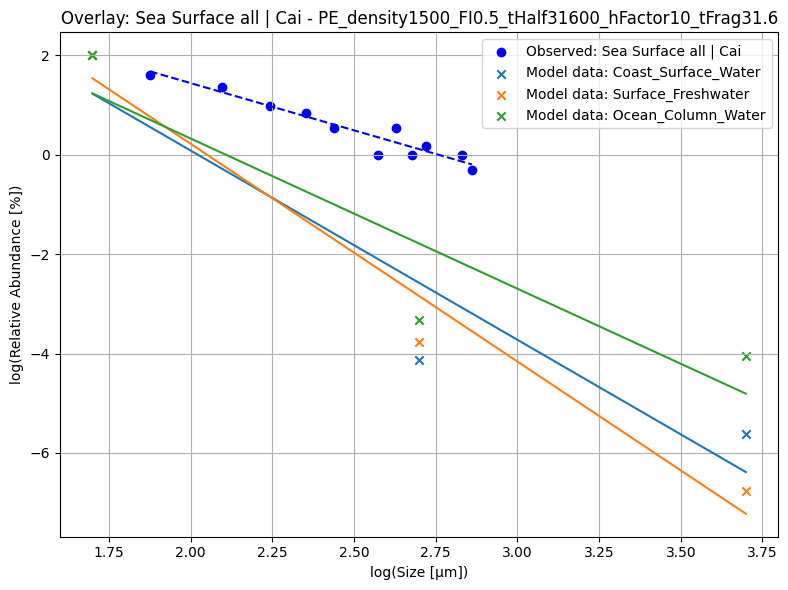 Overlay: Sea Surface all | Cai - PE_density1500_FI0.5_tHalf31600_hFactor10_tFrag31.6
Observed: Sea Surface all | Cai
Model data: Coast_Surface_Water
Model data: Surface_Freshwater
Model data: Ocean_Column_Water
log(Relative Abundance [%])
2
0
−2
−4
−6
1.75 2.00 2.25 2.50 2.75 3.00 3.25 3.50 3.75
log(Size [µm])